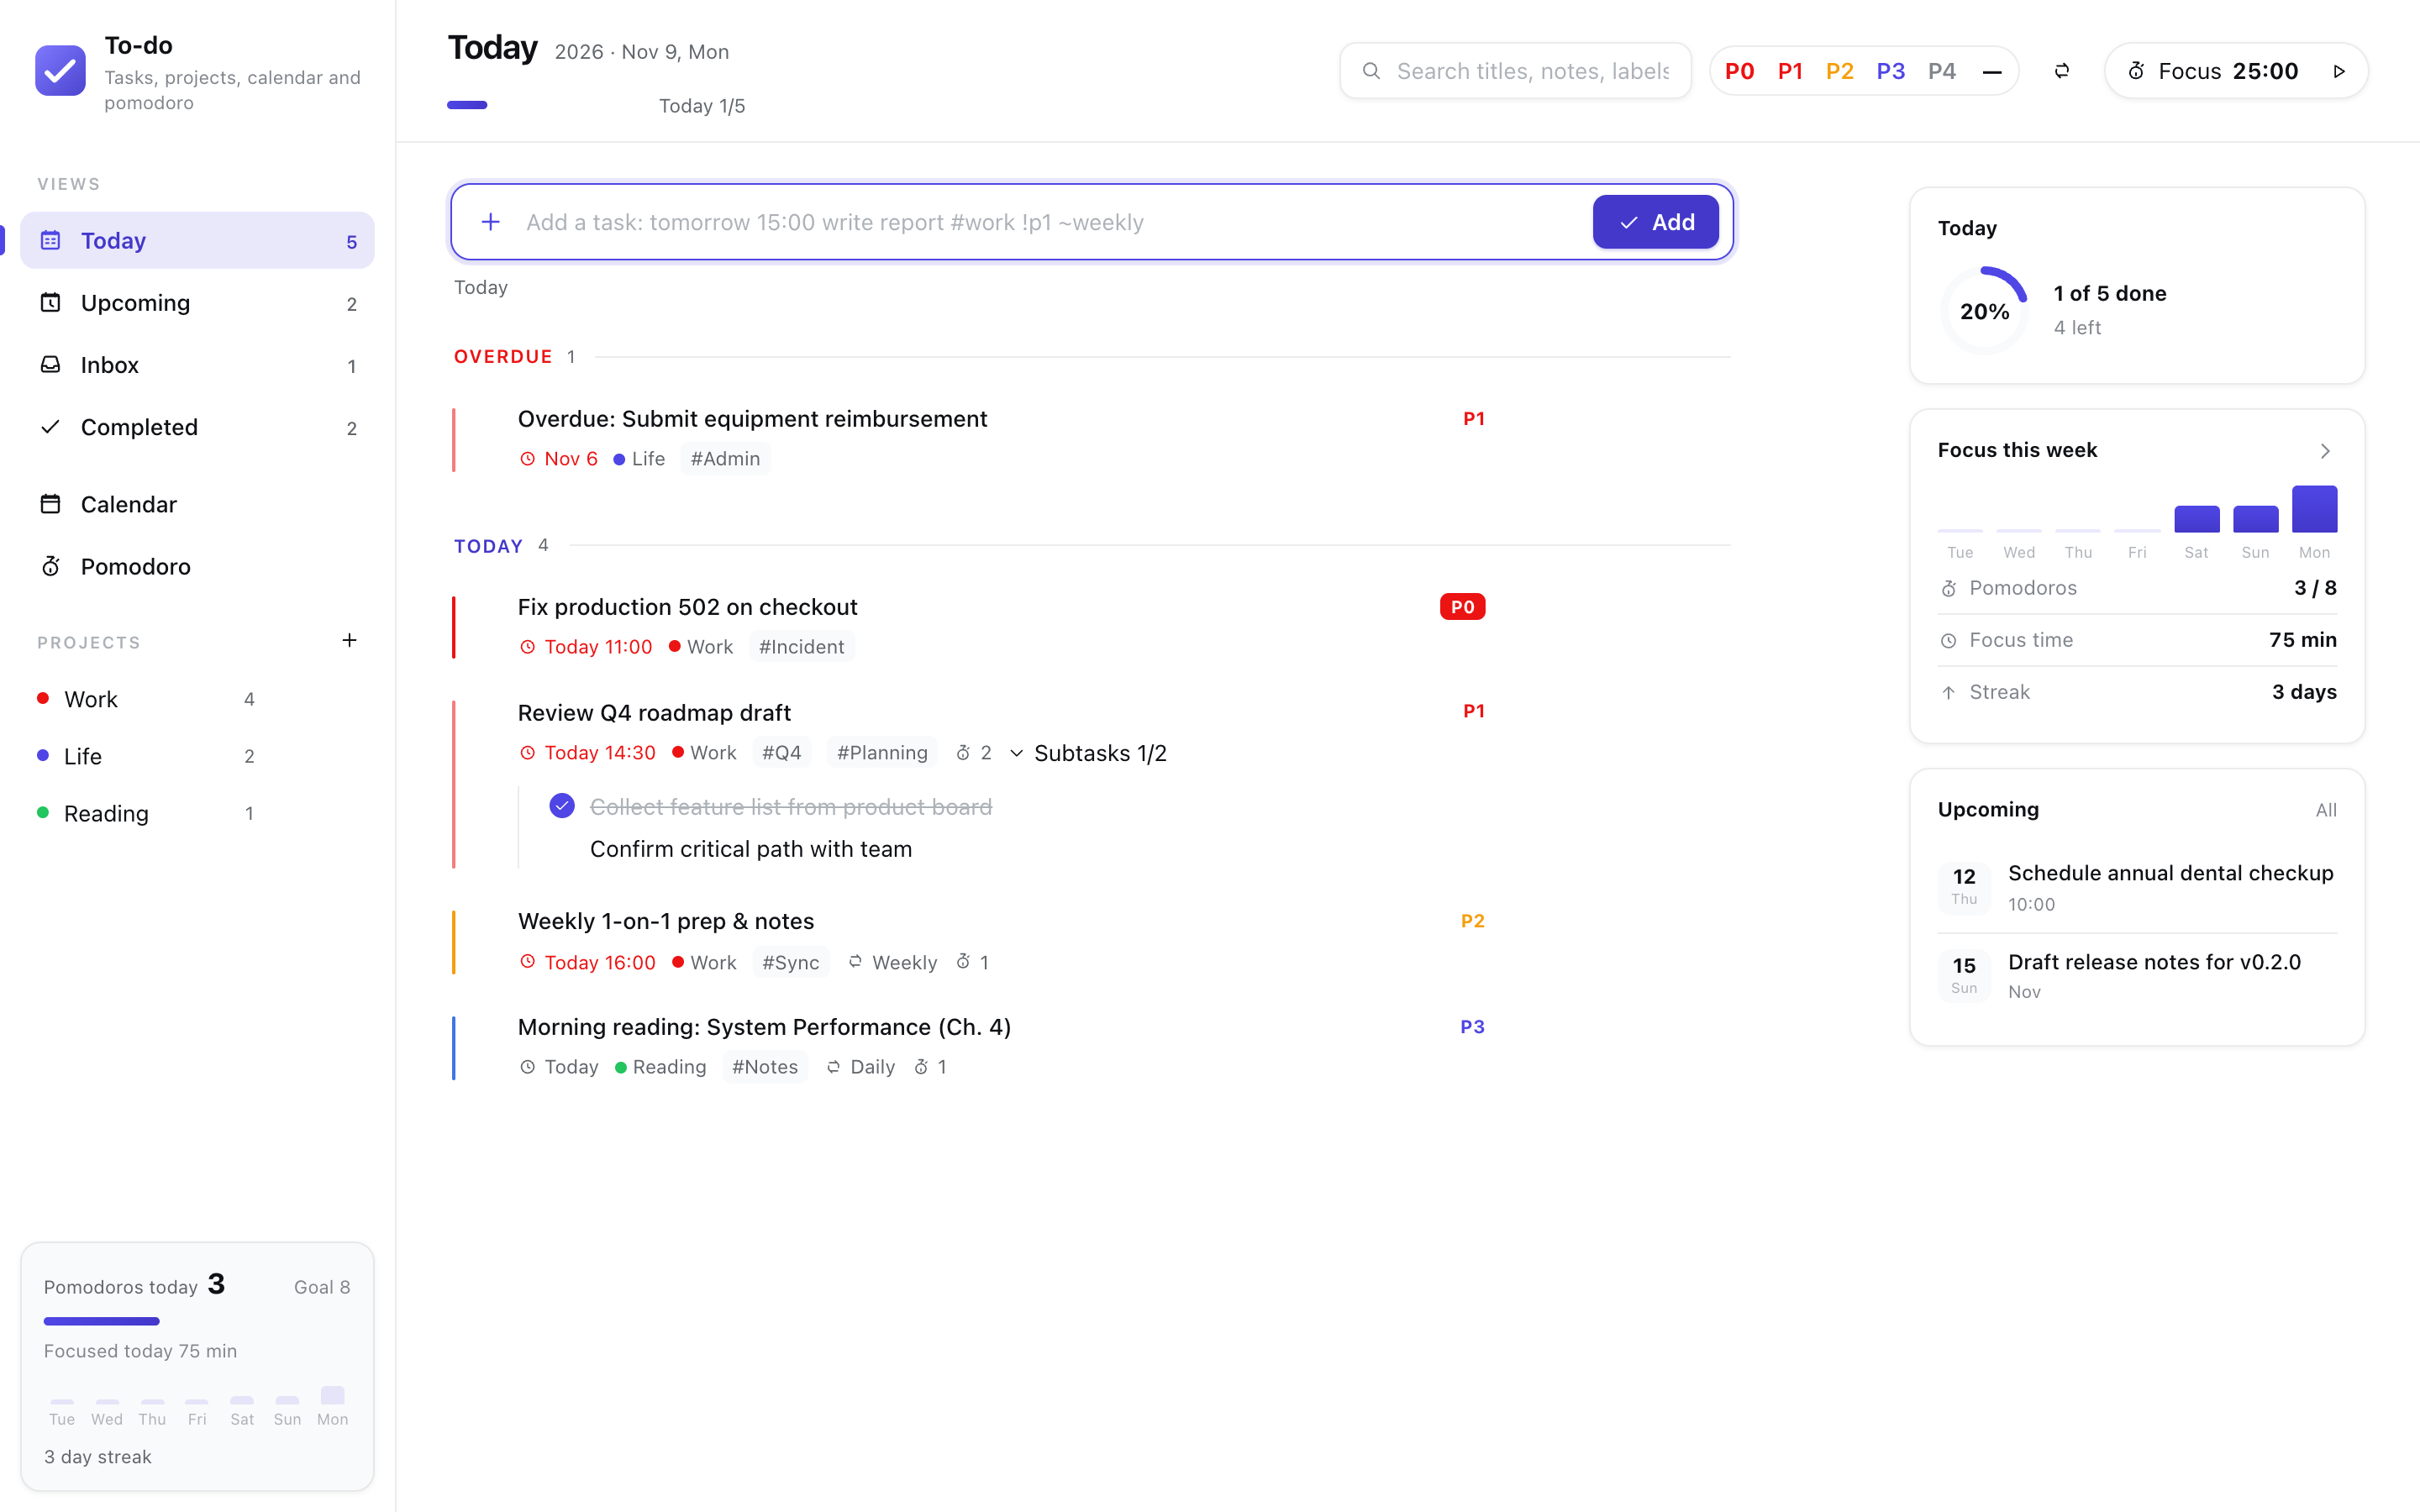 To-do
Tasks, projects, calendar and
pomodoro
VIEWS
Today 5
Upcoming 2
Inbox 1
Completed 2
Calendar
Pomodoro
PROJECTS
Work 4
Life 2
Reading 1
Pomodoros today 3 Goal 8
Focused today 75 min
Tue Wed Thu Fri Sat Sun Mon
3 day streak
Today 2026 · Nov 9, Mon
Today 1/5
Search titles, notes, labels
P0 P1 P2 P3 P4 —
Focus 25:00
Add a task: tomorrow 15:00 write report #work !p1 ~weekly
Add
Today
OVERDUE 1
Overdue: Submit equipment reimbursement P1
Nov 6 Life #Admin
TODAY 4
Fix production 502 on checkout P0
Today 11:00 Work #Incident
Review Q4 roadmap draft P1
Today 14:30 Work #Q4 #Planning 2 Subtasks 1/2
Collect feature list from product board
Confirm critical path with team
Weekly 1-on-1 prep & notes P2
Today 16:00 Work #Sync Weekly 1
Morning reading: System Performance (Ch. 4) P3
Today Reading #Notes Daily 1
Today
20%
1 of 5 done
4 left
Focus this week
Tue Wed Thu Fri Sat Sun Mon
Pomodoros 3 / 8
Focus time 75 min
Streak 3 days
Upcoming All
12 Schedule annual dental checkup
Thu 10:00
15 Draft release notes for v0.2.0
Sun Nov